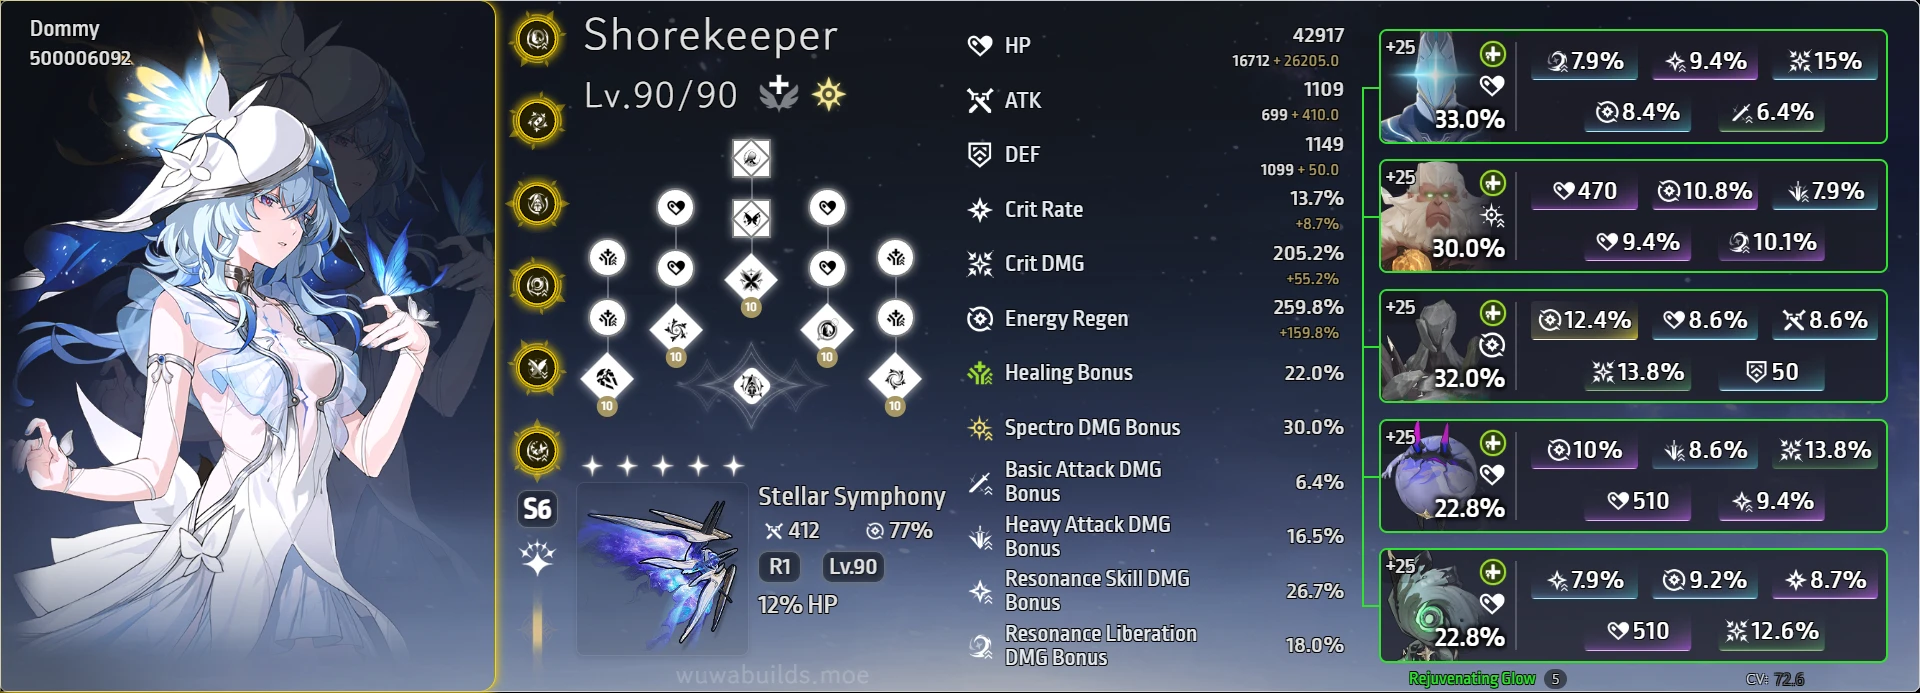 Dommy
500006092
Shorekeeper
Lv.90/90
10
10
10
10
10
S6
Stellar Symphony
412 77%
R1 Lv.90
12% HP
wuwabuilds.moe
HP 42917
16712 + 26205.0
ATK 1109
699 + 410.0
DEF 1149
1099 + 50.0
Crit Rate 13.7%
+8.7%
Crit DMG 205.2%
+55.2%
Energy Regen 259.8%
+159.8%
Healing Bonus 22.0%
Spectro DMG Bonus 30.0%
Basic Attack DMG
Bonus 6.4%
Heavy Attack DMG
Bonus 16.5%
Resonance Skill DMG
Bonus 26.7%
Resonance Liberation
DMG Bonus 18.0%
+25
33.0%
7.9% 9.4% 15%
8.4% 6.4%
+25
30.0%
470 10.8% 7.9%
9.4% 10.1%
+25
32.0%
12.4% 8.6% 8.6%
13.8% 50
+25
22.8%
10% 8.6% 13.8%
510 9.4%
+25
22.8%
7.9% 9.2% 8.7%
510 12.6%
Rejuvenating Glow 5
CV: 72.6